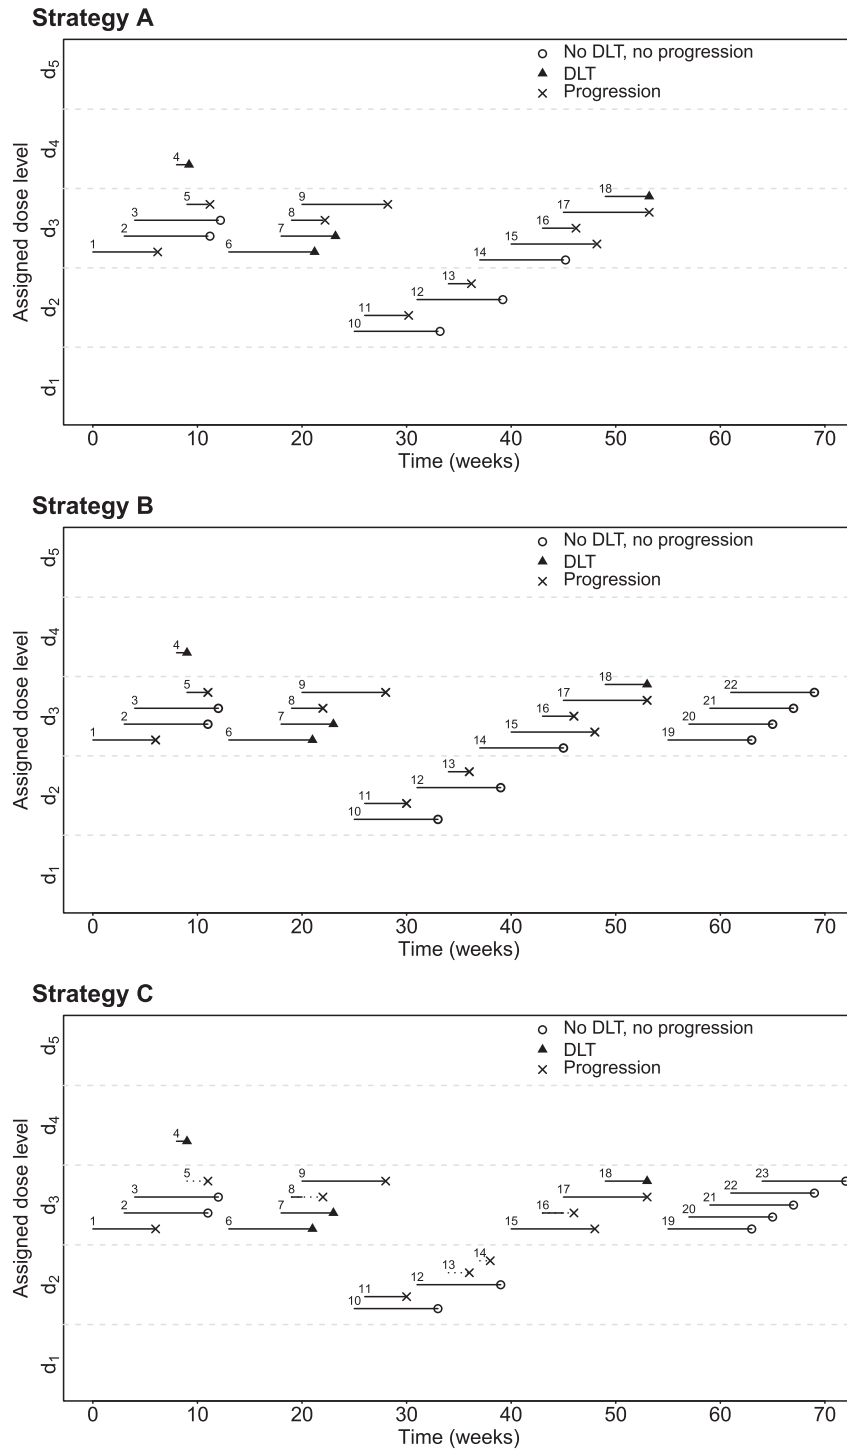 Strategy A
No DLT, no progression
DLT
Progression
Assigned dose level
d5
d4
d3
d2
d1
4
5
3
2
1
9
8
7
6
18
17
16
15
14
13
12
11
10
0 10 20 30 40 50 60 70
Time (weeks)
Strategy B
No DLT, no progression
DLT
Progression
Assigned dose level
d5
d4
d3
d2
d1
4
5
3
2
1
9
8
7
6
18
17
16
15
14
13
12
11
10
22
21
20
19
0 10 20 30 40 50 60 70
Time (weeks)
Strategy C
No DLT, no progression
DLT
Progression
Assigned dose level
d5
d4
d3
d2
d1
4
5
3
2
1
9
8
7
6
18
17
16
15
14
13
12
11
10
23
22
21
20
19
0 10 20 30 40 50 60 70
Time (weeks)